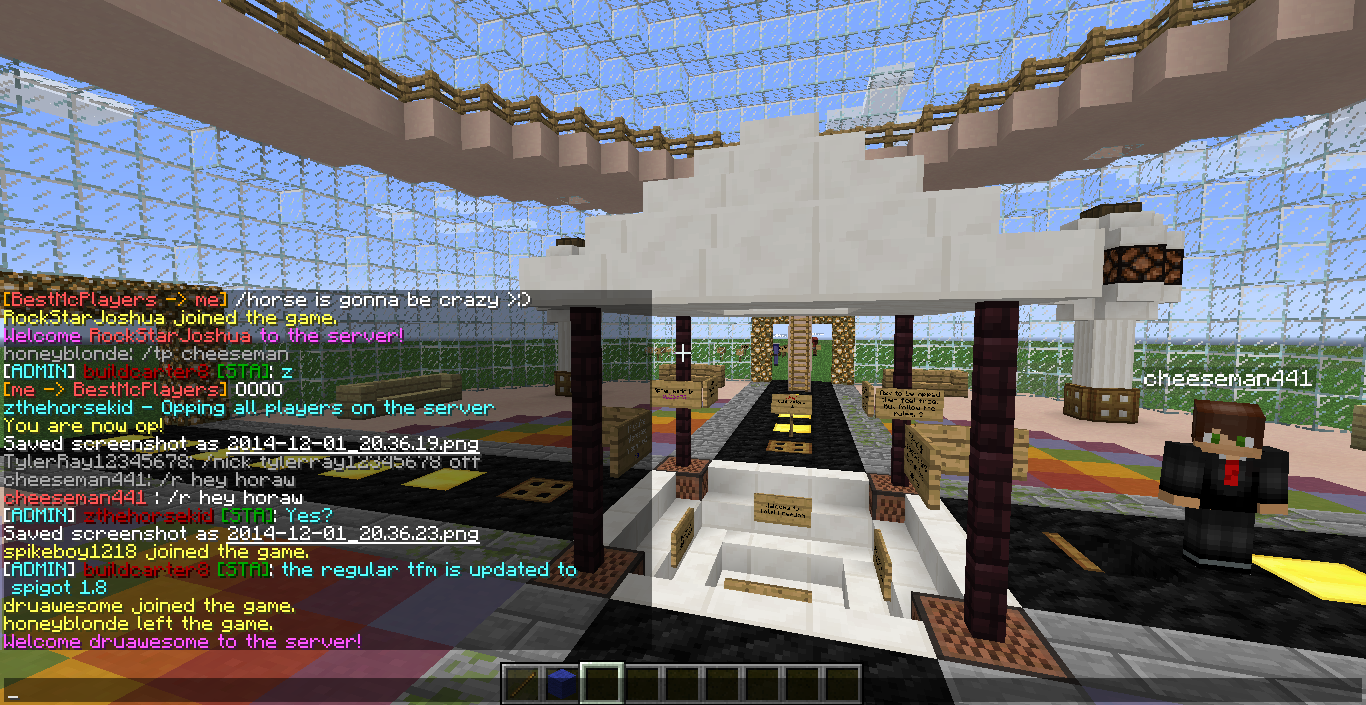 [BestMcPlayers -> me] /horse is gonna be crazy >:D
RockStarJoshua joined the game.
Welcome RockStarJoshua to the server!
honeyblonde: /tp cheeseman
[ADMIN] buildcarter8 [STA]: z
[me -> BestMcPlayers] OOOO
zthehorsekid - Opping all players on the server
You are now op!
Saved screenshot as 2014-12-01_20.36.19.png
TylerRay12345678: /nick tylerray12345678 off
cheeseman441: /r hey horaw
cheeseman441 : /r hey horaw
[ADMIN] zthehorsekid [STA]: Yes?
Saved screenshot as 2014-12-01_20.36.23.png
spikeboy1218 joined the game.
[ADMIN] buildcarter8 [STA]: the regular tfm is updated to
spigot 1.8
druawesome joined the game.
honeyblonde left the game.
Welcome druawesome to the server!
_
cheeseman441
Welcome to
Total Freedom